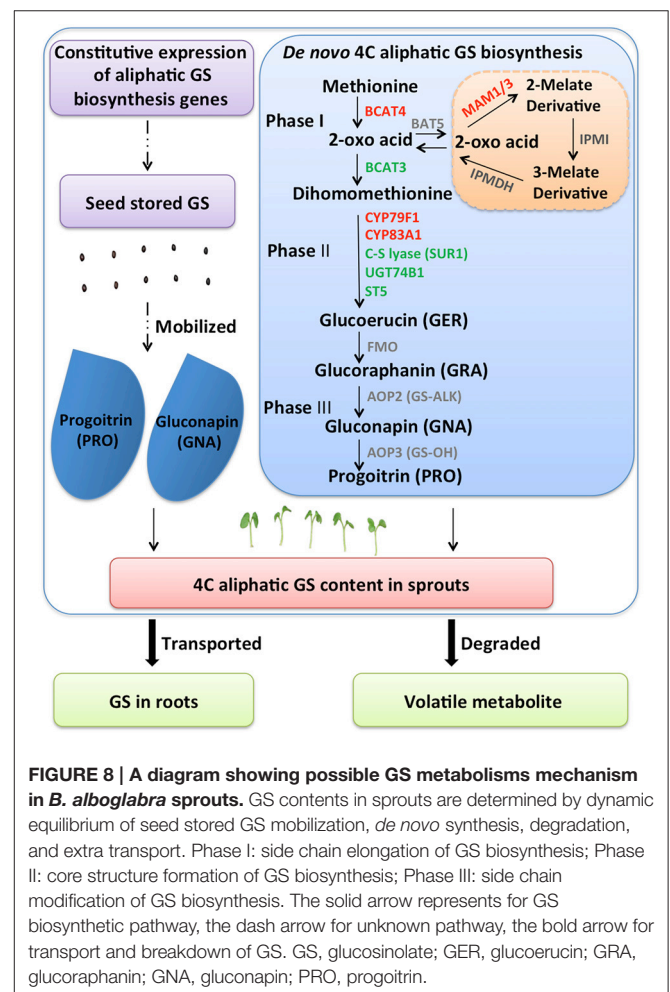 Constitutive expression
of aliphatic GS
biosynthesis genes
Seed stored GS
Mobilized
Progoitrin
(PRO)
Gluconapin
(GNA)
De novo 4C aliphatic GS biosynthesis
Methionine
Phase I
BCAT4
2-oxo acid
BAT5
2-oxo acid
MAM1/3
2-Melate
Derivative
IPMI
3-Melate
Derivative
IPMDH
BCAT3
Dihomomethionine
Phase II
CYP79F1
CYP83A1
C-S lyase (SUR1)
UGT74B1
ST5
Glucoerucin (GER)
FMO
Glucoraphanin (GRA)
Phase III
AOP2 (GS-ALK)
Gluconapin (GNA)
AOP3 (GS-OH)
Progoitrin (PRO)
4C aliphatic GS content in sprouts
Transported
Degraded
GS in roots
Volatile metabolite
FIGURE 8 | A diagram showing possible GS metabolisms mechanism
in B. alboglabra sprouts. GS contents in sprouts are determined by dynamic
equilibrium of seed stored GS mobilization, de novo synthesis, degradation,
and extra transport. Phase I: side chain elongation of GS biosynthesis; Phase
II: core structure formation of GS biosynthesis; Phase III: side chain
modification of GS biosynthesis. The solid arrow represents for GS
biosynthetic pathway, the dash arrow for unknown pathway, the bold arrow for
transport and breakdown of GS. GS, glucosinolate; GER, glucoerucin; GRA,
glucoraphanin; GNA, gluconapin; PRO, progoitrin.